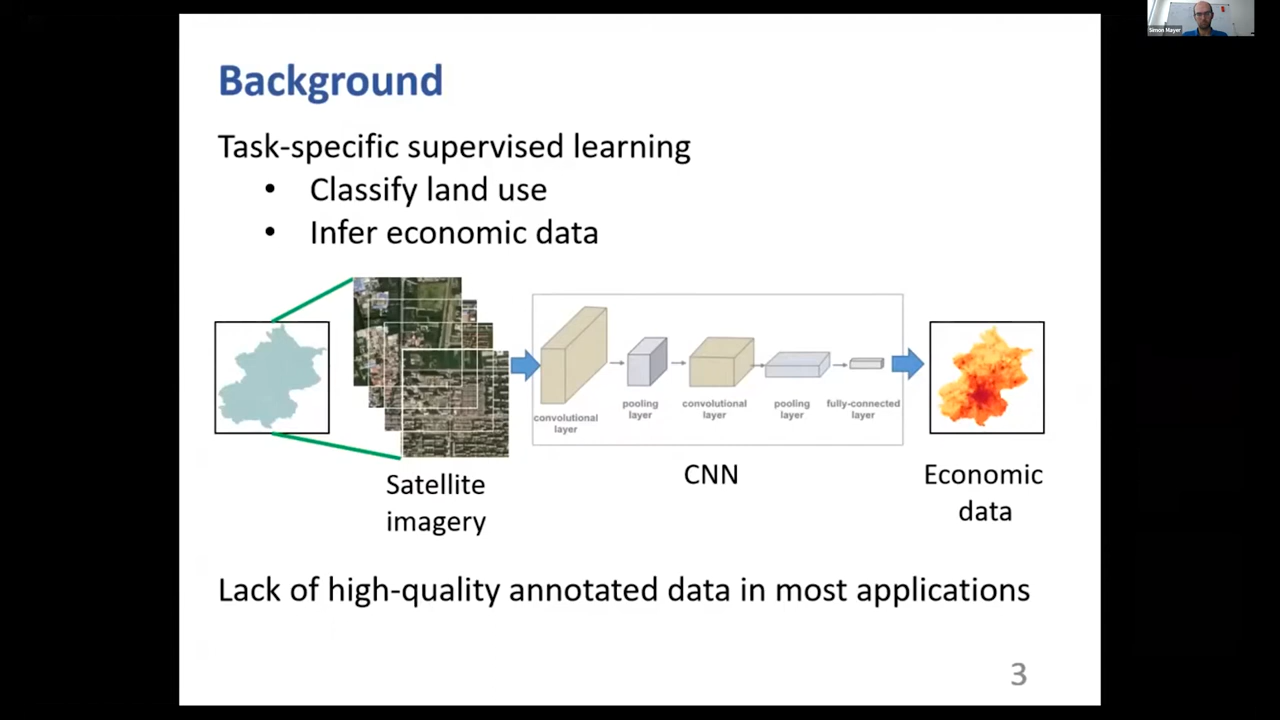 Simon Mayer
Background
Task-specific supervised learning
• Classify land use
• Infer economic data
convolutional
layer
pooling
layer
convolutional
layer
pooling
layer
fully-connected
layer
Satellite
imagery
CNN
Economic
data
Lack of high-quality annotated data in most applications
3